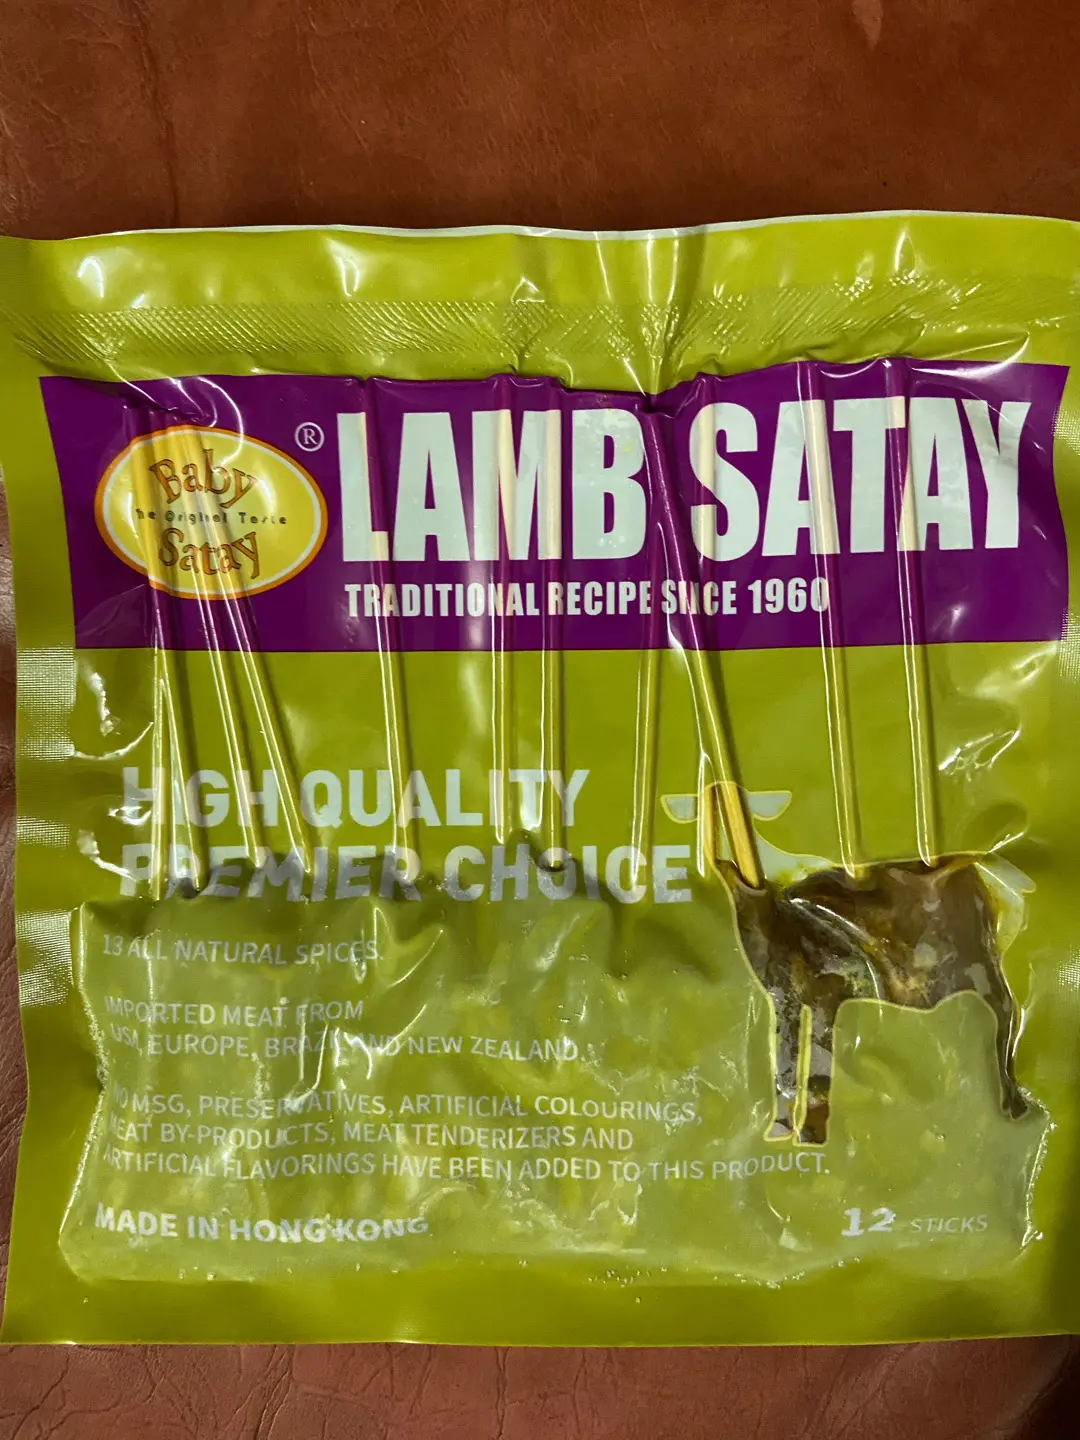 Baby
The Original Taste
Satay
®
LAMB SATAY
TRADITIONAL RECIPE SINCE 1960
HIGH QUALITY
PREMIER CHOICE
13 ALL NATURAL SPICES.
IMPORTED MEAT FROM
USA, EUROPE, BRAZIL AND NEW ZEALAND.
NO MSG, PRESERVATIVES, ARTIFICIAL COLOURINGS,
MEAT BY-PRODUCTS, MEAT TENDERIZERS AND
ARTIFICIAL FLAVORINGS HAVE BEEN ADDED TO THIS PRODUCT.
MADE IN HONG KONG
12 STICKS